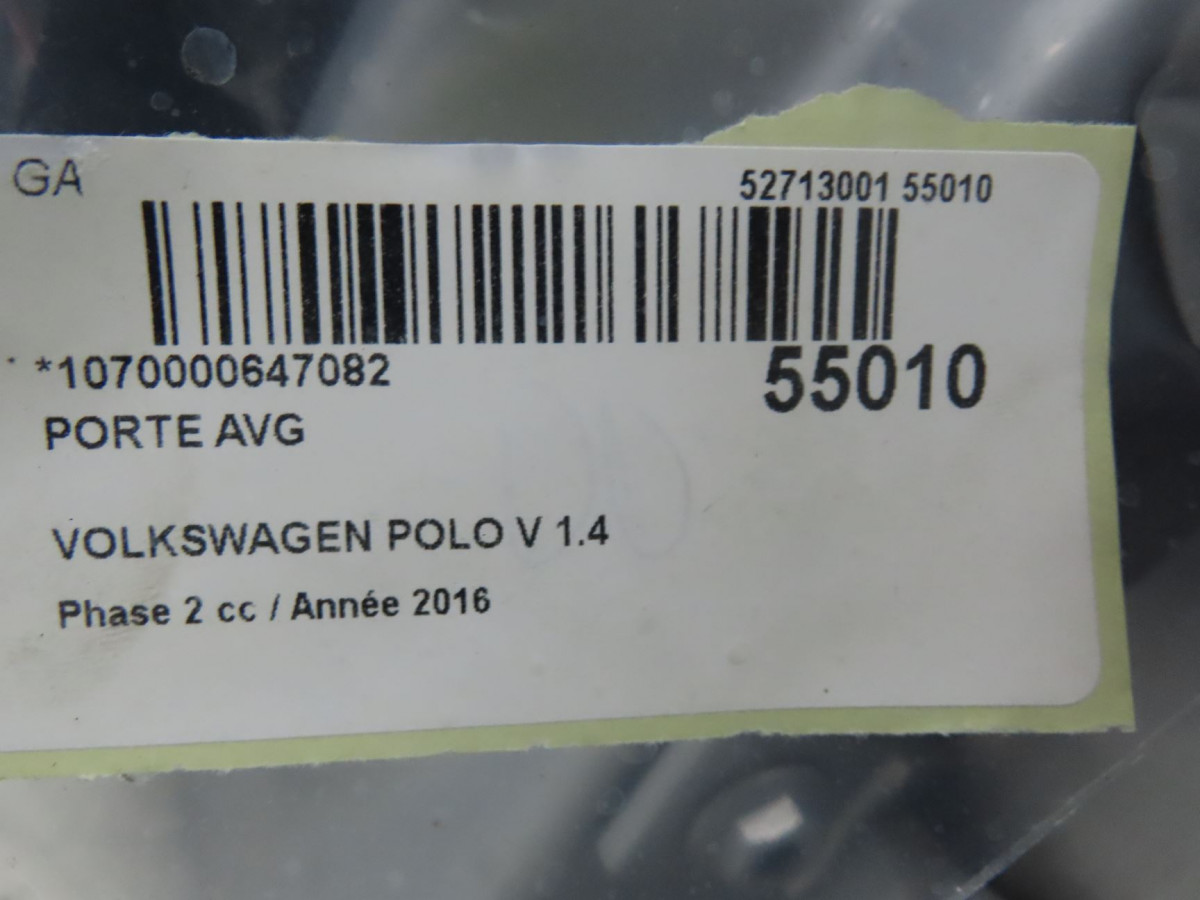 GA
52713001 55010
*1070000647082
55010
PORTE AVG
VOLKSWAGEN POLO V 1.4
Phase 2 cc / Année 2016